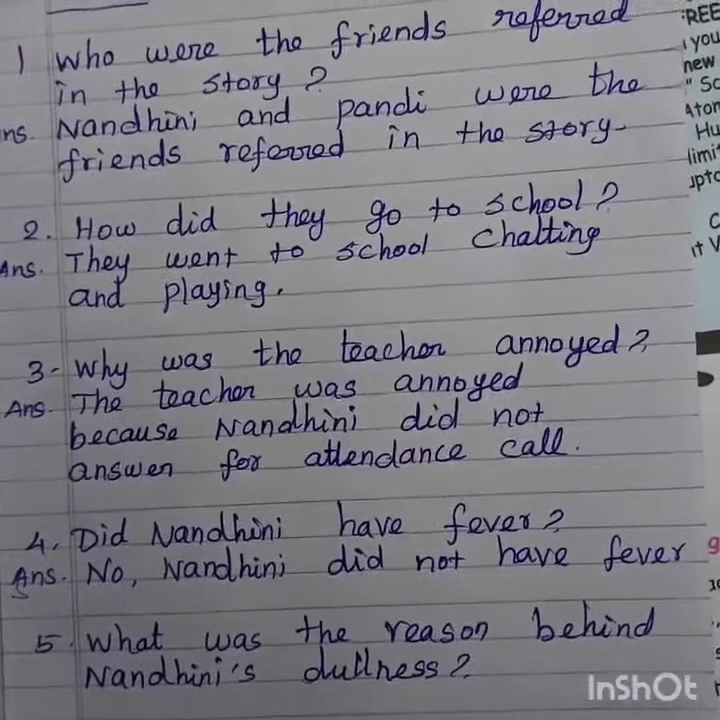 1 Who were the friends referred
in the story?
Ans. Nandhini and pandi were the
friends referred in the story.
2. How did they go to school?
Ans. They went to school chatting
and playing.
3- Why was the teacher annoyed?
Ans. The teacher was annoyed
because Nandhini did not
answer for attendance call.
4. Did Nandhini have fever?
Ans. No, Nandhini did not have fever
5. What was the reason behind
Nandhini's dullness?
you
new
InShOt